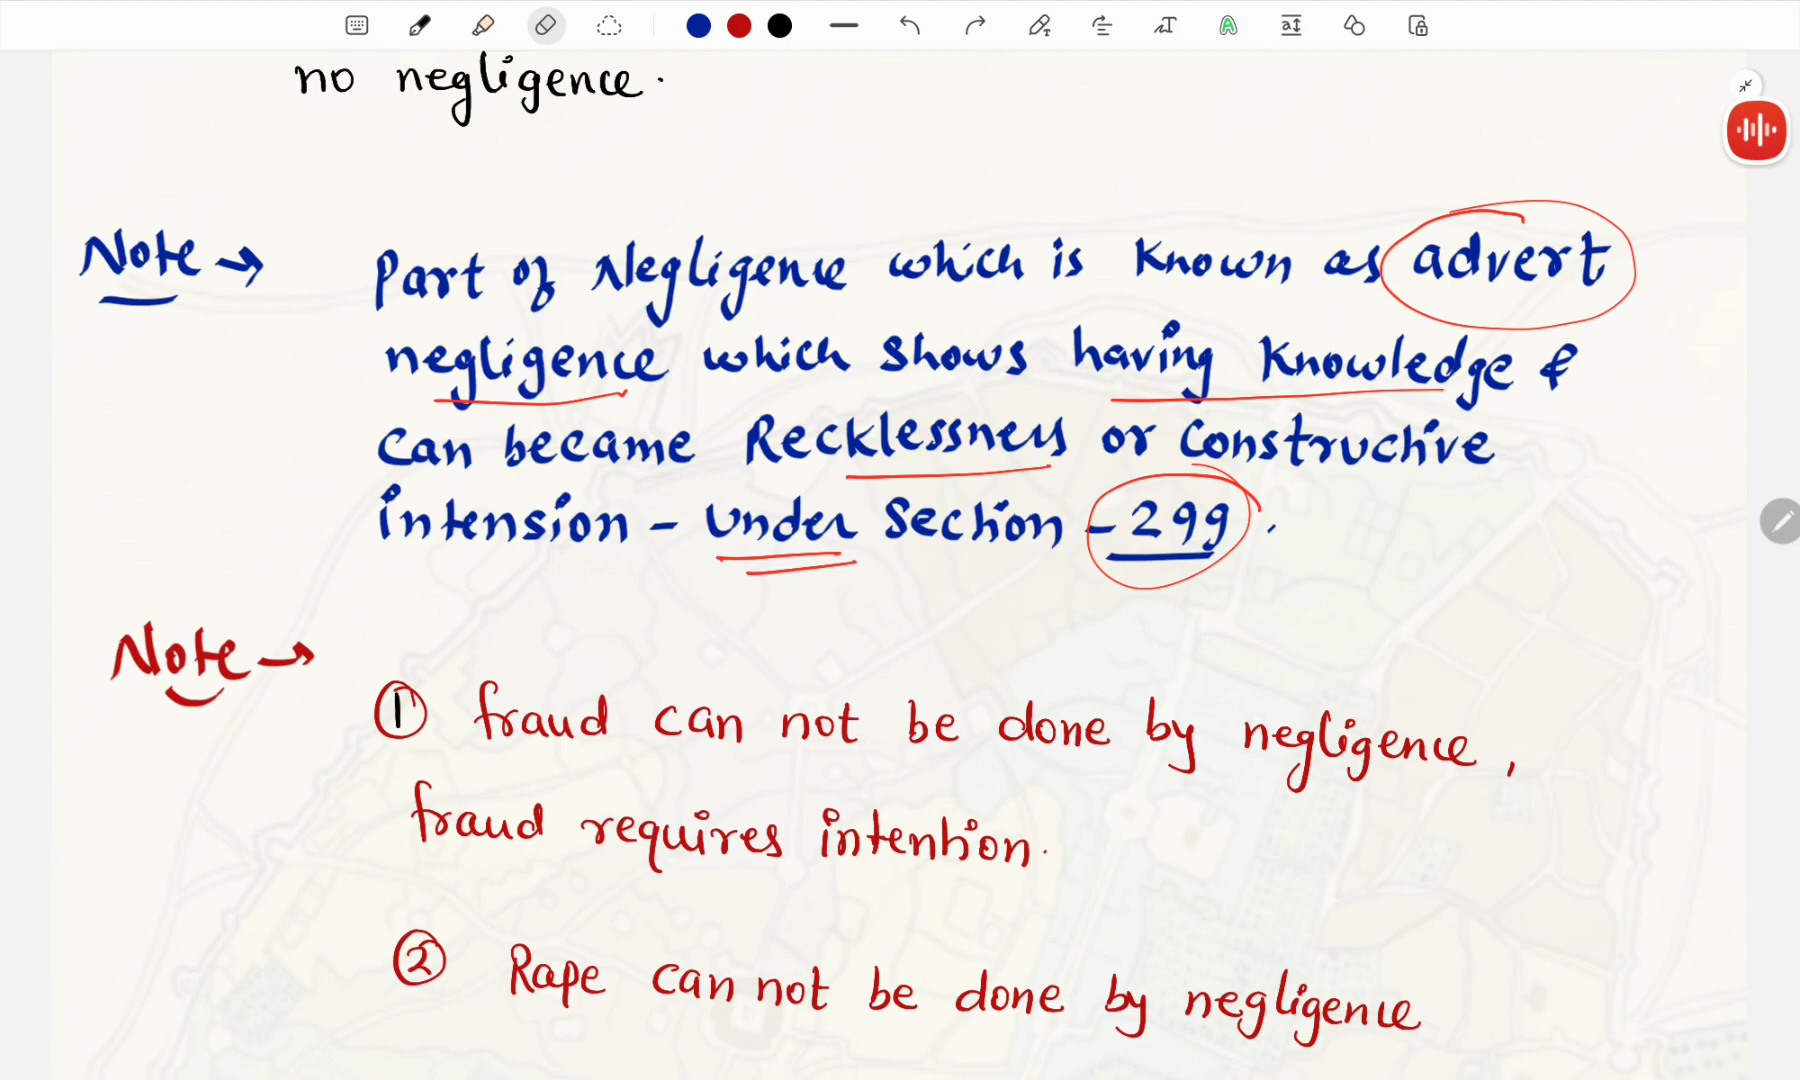 no negligence.
Note → Part of Negligence which is known as advert
negligence which shows having knowledge &
can became Recklessness or constructive
intension - under section - 299.
Note →
① fraud can not be done by negligence,
fraud requires intention.
② Rape can not be done by negligence